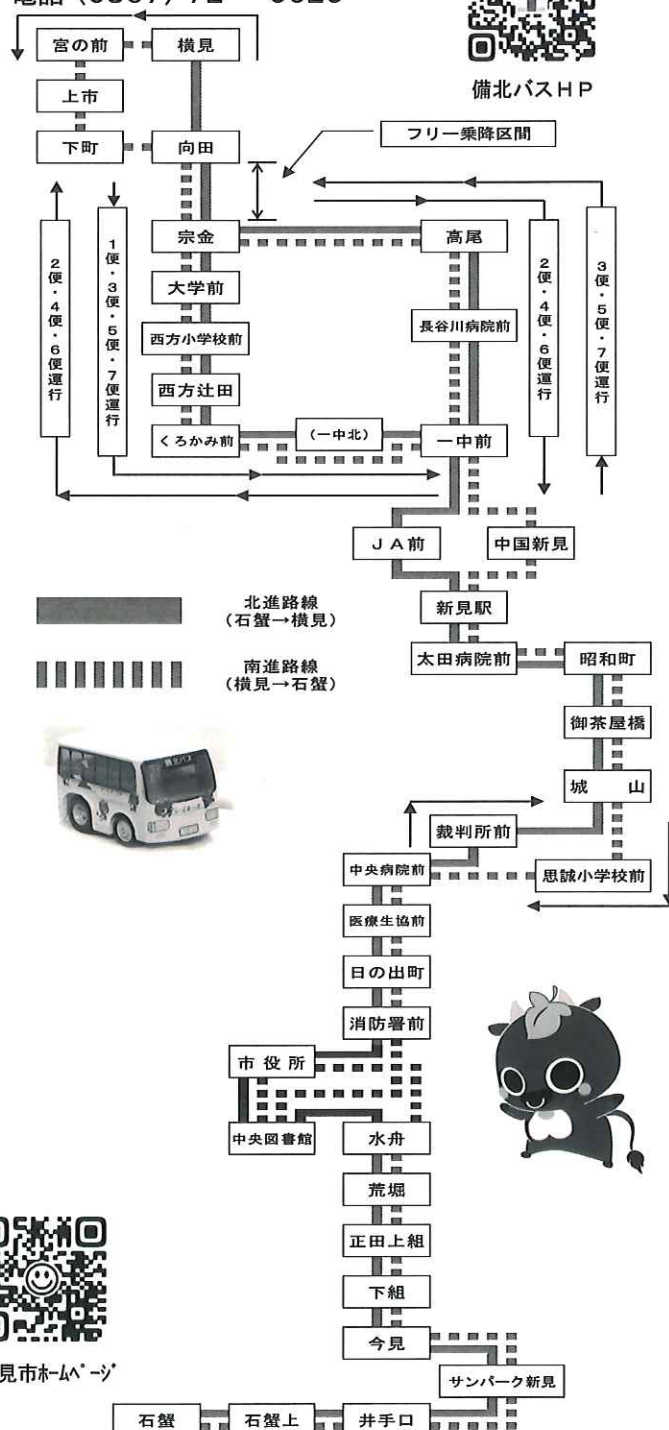 備北バスHP
宮の前
横見
上市
下町
向田
フリー乗降区間
宗金
高尾
大学前
西方小学校前
長谷川病院前
西方辻田
くろかみ前
(一中北)
一中前
2便・4便・6便運行
1便・3便・5便・7便運行
2便・4便・6便運行
3便・5便・7便運行
JA前
中国新見
北進路線
(石蟹→横見)
新見駅
南進路線
(横見→石蟹)
太田病院前
昭和町
御茶屋橋
城 山
裁判所前
中央病院前
思誠小学校前
医療生協前
日の出町
消防署前
市役所
中央図書館
水舟
荒堀
正田上組
下組
今見
見市ホームページ
サンパーク新見
石蟹
石蟹上
井手口